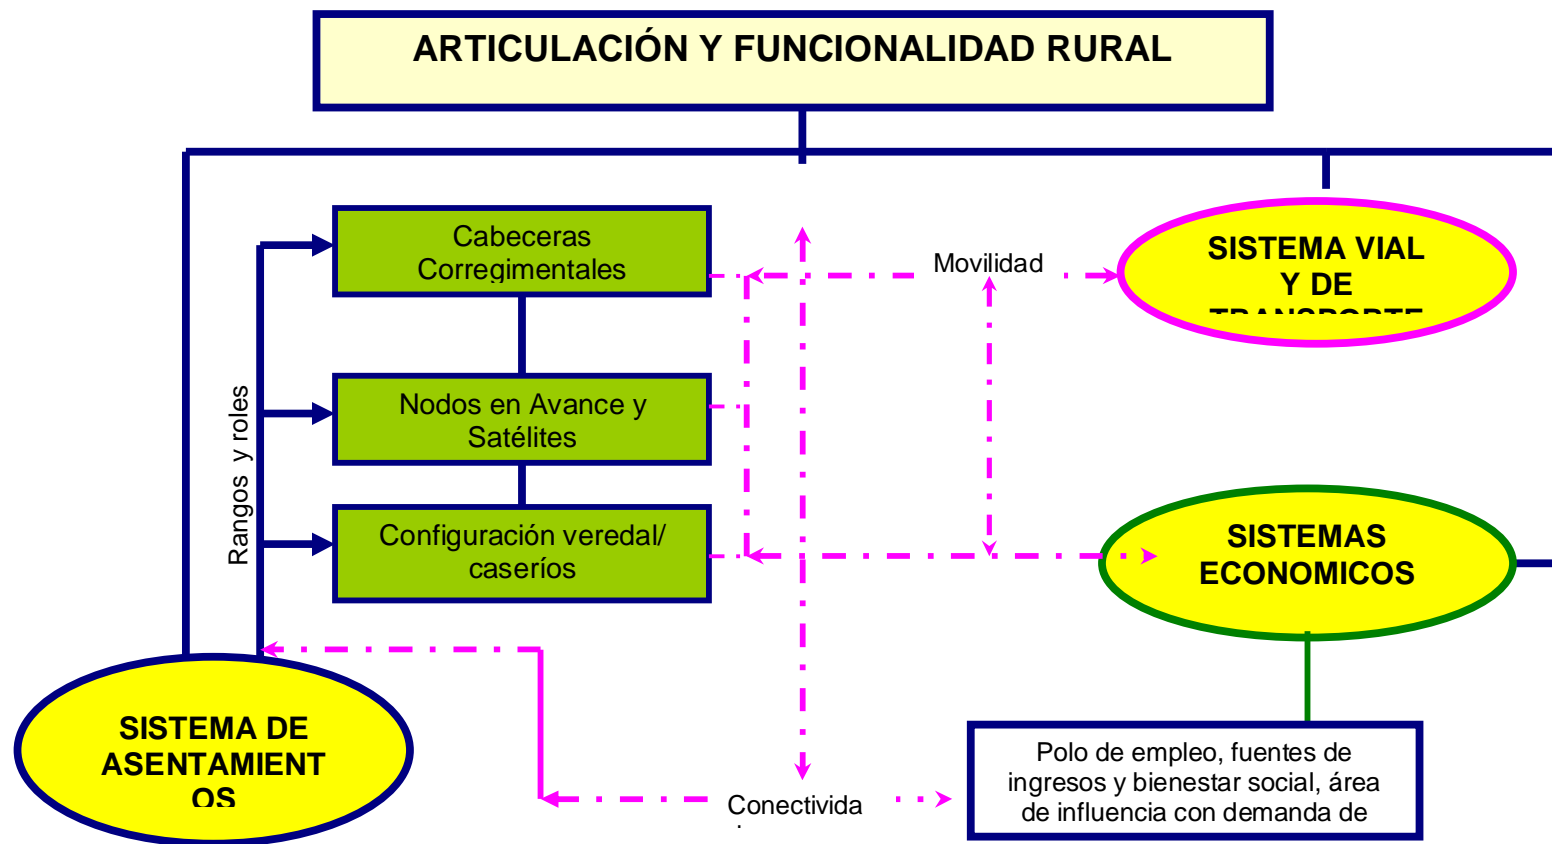 ARTICULACIÓN Y FUNCIONALIDAD RURAL
Cabeceras
Corregimentales
Movilidad
SISTEMA VIAL
Y DE
TRANSPORTE
Rangos y roles
Nodos en Avance y
Satélites
Configuración veredal/
caseríos
SISTEMAS
ECONOMICOS
SISTEMA DE
ASENTAMIENT
OS
Conectivida
Polo de empleo, fuentes de
ingresos y bienestar social, área
de influencia con demanda de